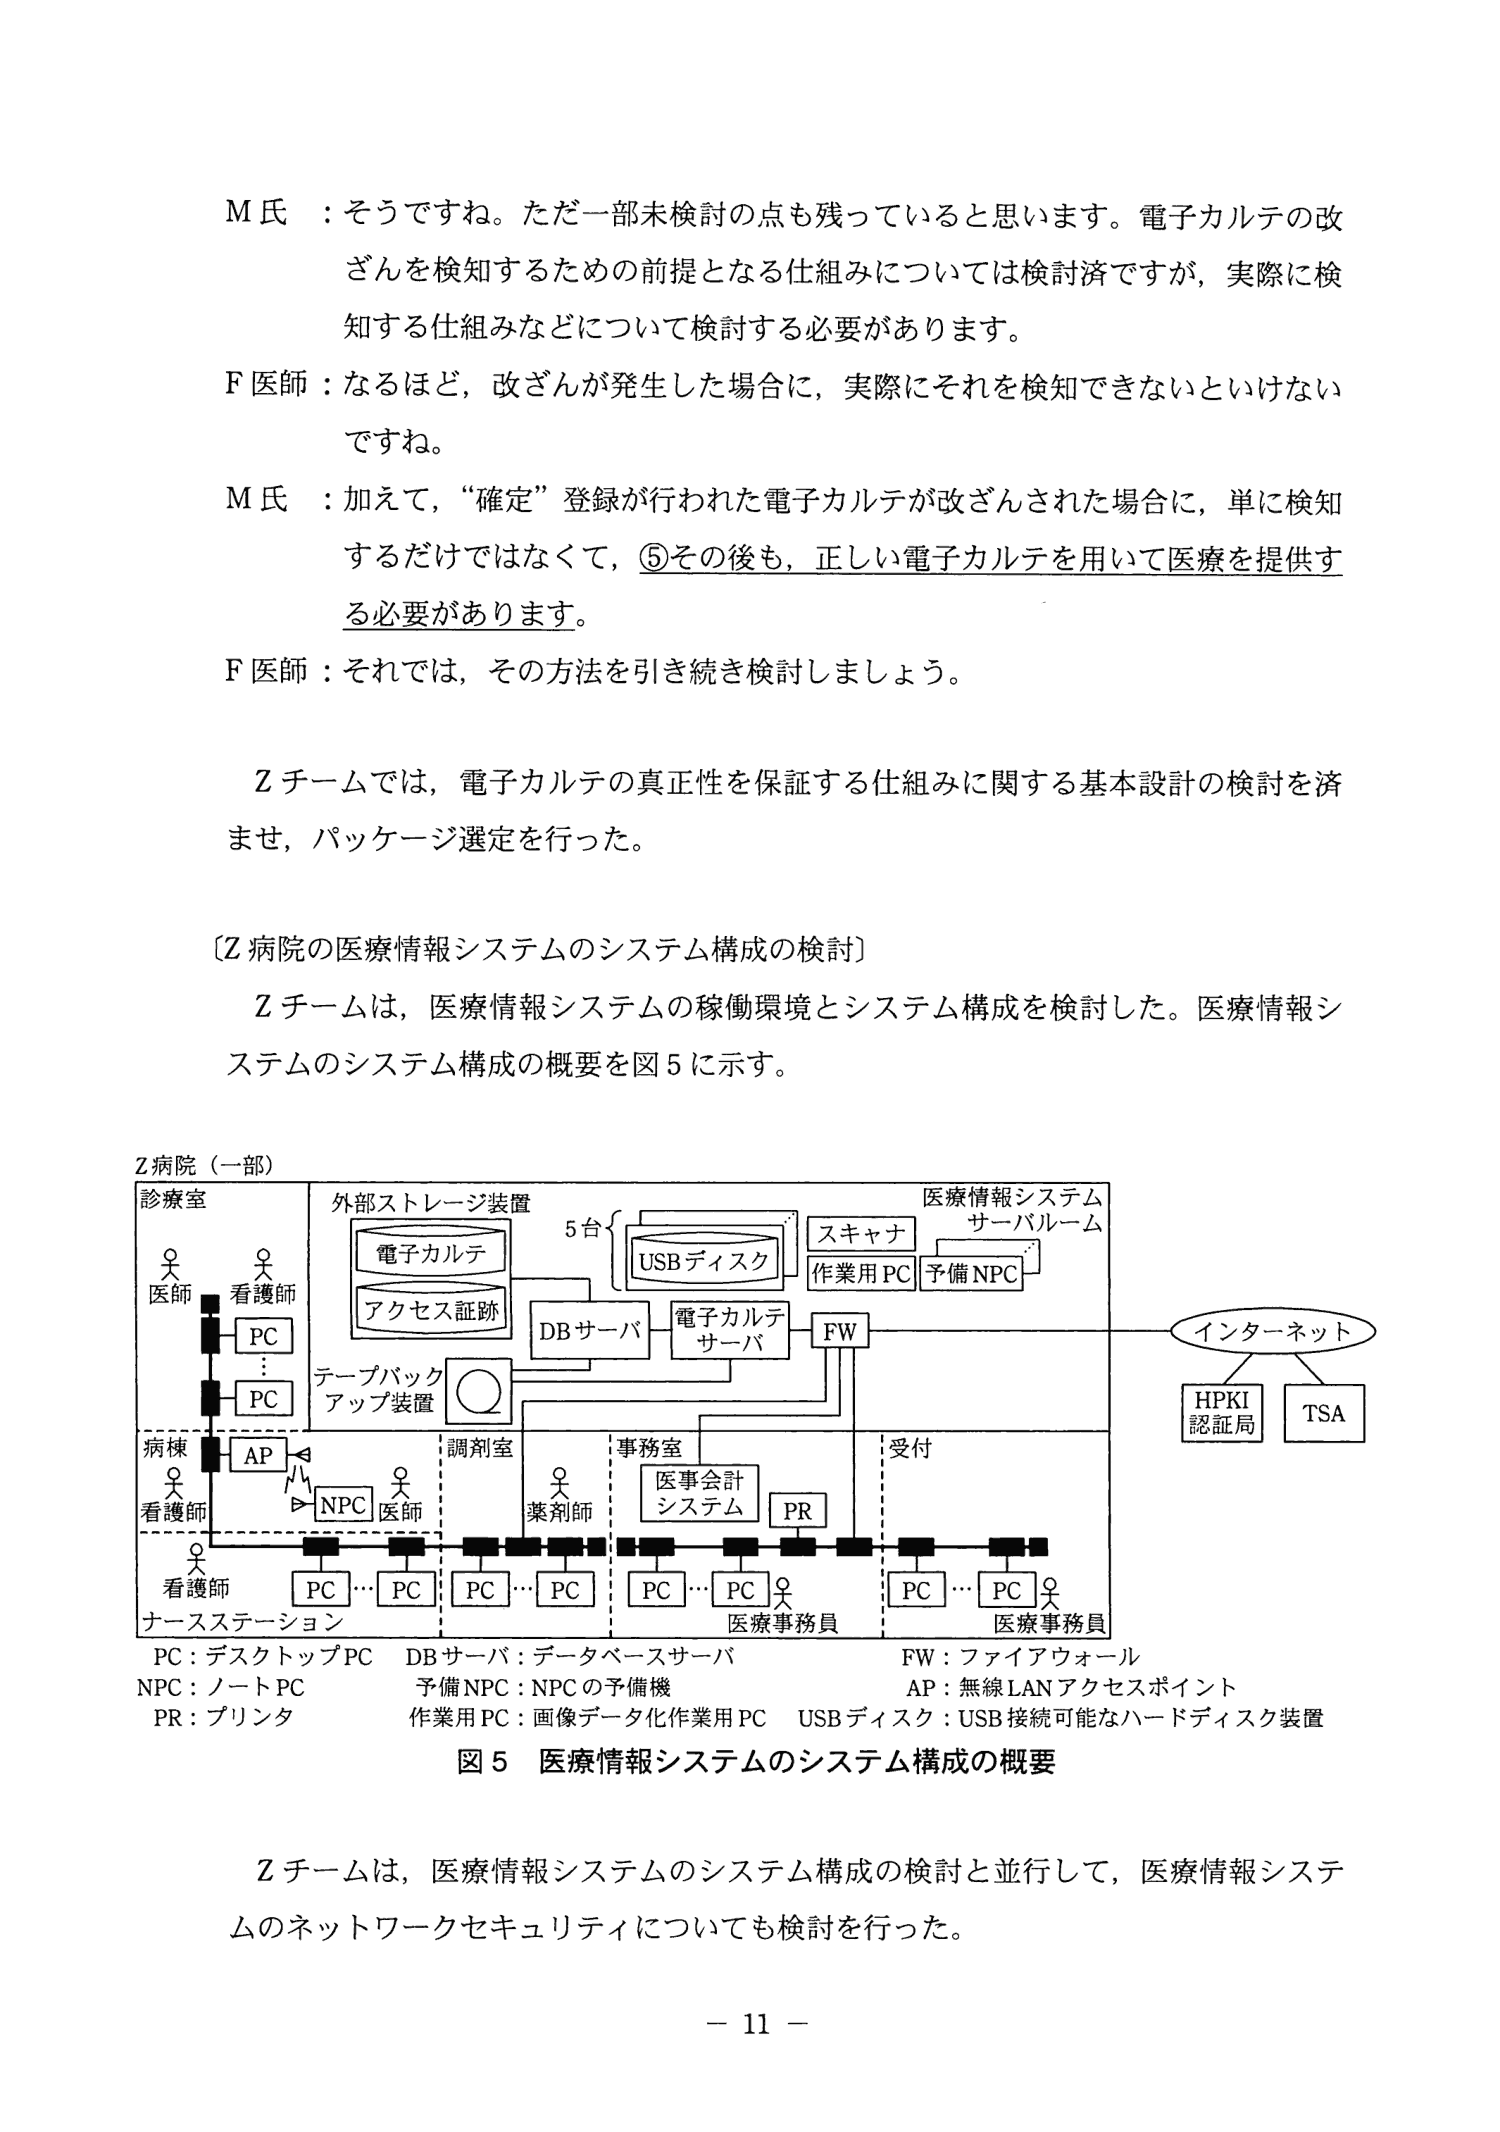 M氏　：そうですね。ただ一部未検討の点も残っていると思います。電子カルテの改
ざんを検知するための前提となる仕組みについては検討済ですが，実際に検
知する仕組みなどについて検討する必要があります。
F医師：なるほど，改ざんが発生した場合に，実際にそれを検知できないといけない
ですね。
M氏　：加えて，“確定”登録が行われた電子カルテが改ざんされた場合に，単に検知
するだけではなくて，⑤その後も，正しい電子カルテを用いて医療を提供す
る必要があります。
F医師：それでは，その方法を引き続き検討しましょう。
Zチームでは，電子カルテの真正性を保証する仕組みに関する基本設計の検討を済
ませ，パッケージ選定を行った。
〔Z病院の医療情報システムのシステム構成の検討〕
Zチームは，医療情報システムの稼働環境とシステム構成を検討した。医療情報シ
ステムのシステム構成の概要を図5に示す。
Z病院（一部）
診療室
外部ストレージ装置
医療情報システム
サーバルーム
5台
スキャナ
電子カルテ
USBディスク
作業用PC
予備NPC
医師
看護師
アクセス証跡
PC
DBサーバ
電子カルテ
サーバ
FW
インターネット
テープバック
アップ装置
PC
HPKI
認証局
TSA
病棟
AP
調剤室
事務室
受付
看護師
NPC
医師
薬剤師
医事会計
システム
PR
看護師
PC
…
PC
PC
…
PC
PC
…
PC
PC
…
PC
ナースステーション
医療事務員
医療事務員
PC：デスクトップPC　DBサーバ：データベースサーバ　FW：ファイアウォール
NPC：ノートPC　予備NPC：NPCの予備機　AP：無線LANアクセスポイント
PR：プリンタ　作業用PC：画像データ化作業用PC　USBディスク：USB接続可能なハードディスク装置
図5　医療情報システムのシステム構成の概要
Zチームは，医療情報システムのシステム構成の検討と並行して，医療情報システ
ムのネットワークセキュリティについても検討を行った。
－ 11 －